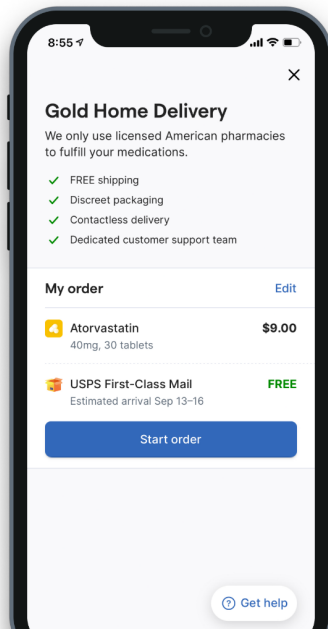 8:55
Gold Home Delivery
We only use licensed American pharmacies
to fulfill your medications.
FREE shipping
Discreet packaging
Contactless delivery
Dedicated customer support team
My order
Edit
Atorvastatin
$9.00
40mg, 30 tablets
USPS First-Class Mail
FREE
Estimated arrival Sep 13–16
Start order
? Get help